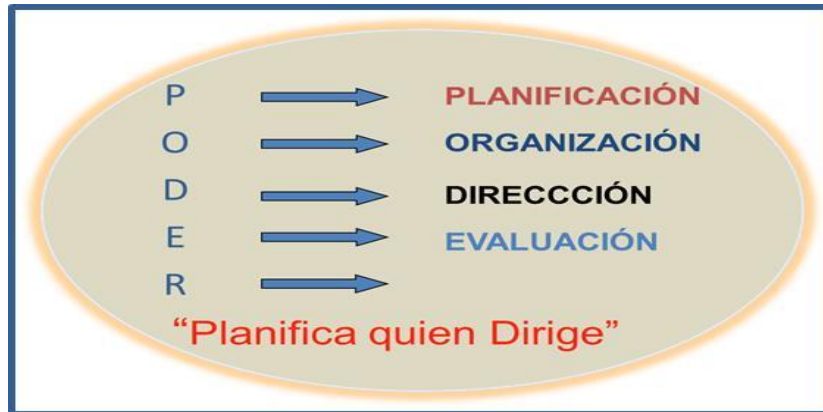 P PLANIFICACIÓN
O ORGANIZACIÓN
D DIRECCCIÓN
E EVALUACIÓN
R
“Planifica quien Dirige”